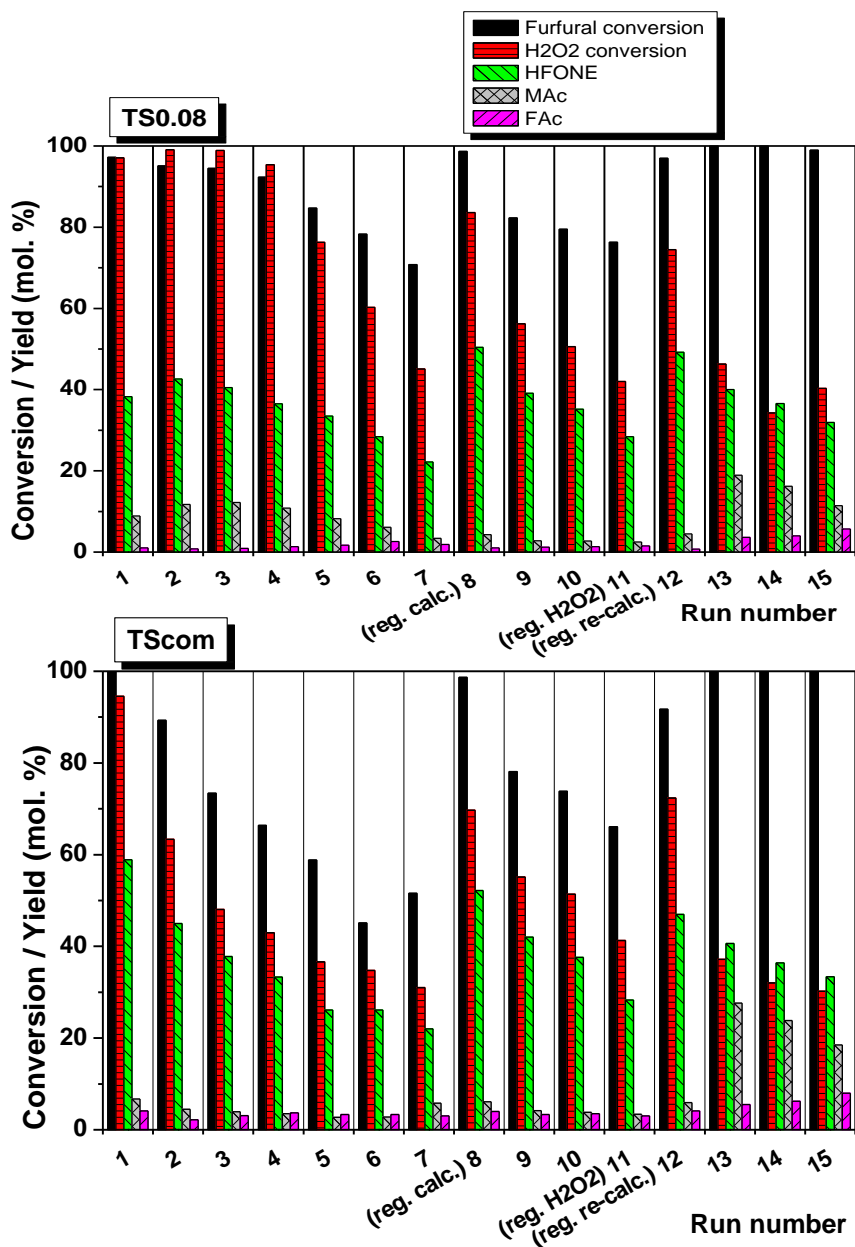 Furfural conversion
H2O2 conversion
HFONE
MAc
FAc
TS0.08
Conversion / Yield (mol. %)
100
80
60
40
20
0
1
2
3
4
5
6
7
(reg. calc.) 8
9
10
(reg. H2O2) 11
(reg. re-calc.) 12
13
14
15
Run number
TScom
Conversion / Yield (mol. %)
100
80
60
40
20
0
1
2
3
4
5
6
7
(reg. calc.) 8
9
10
(reg. H2O2) 11
(reg. re-calc.) 12
13
14
15
Run number